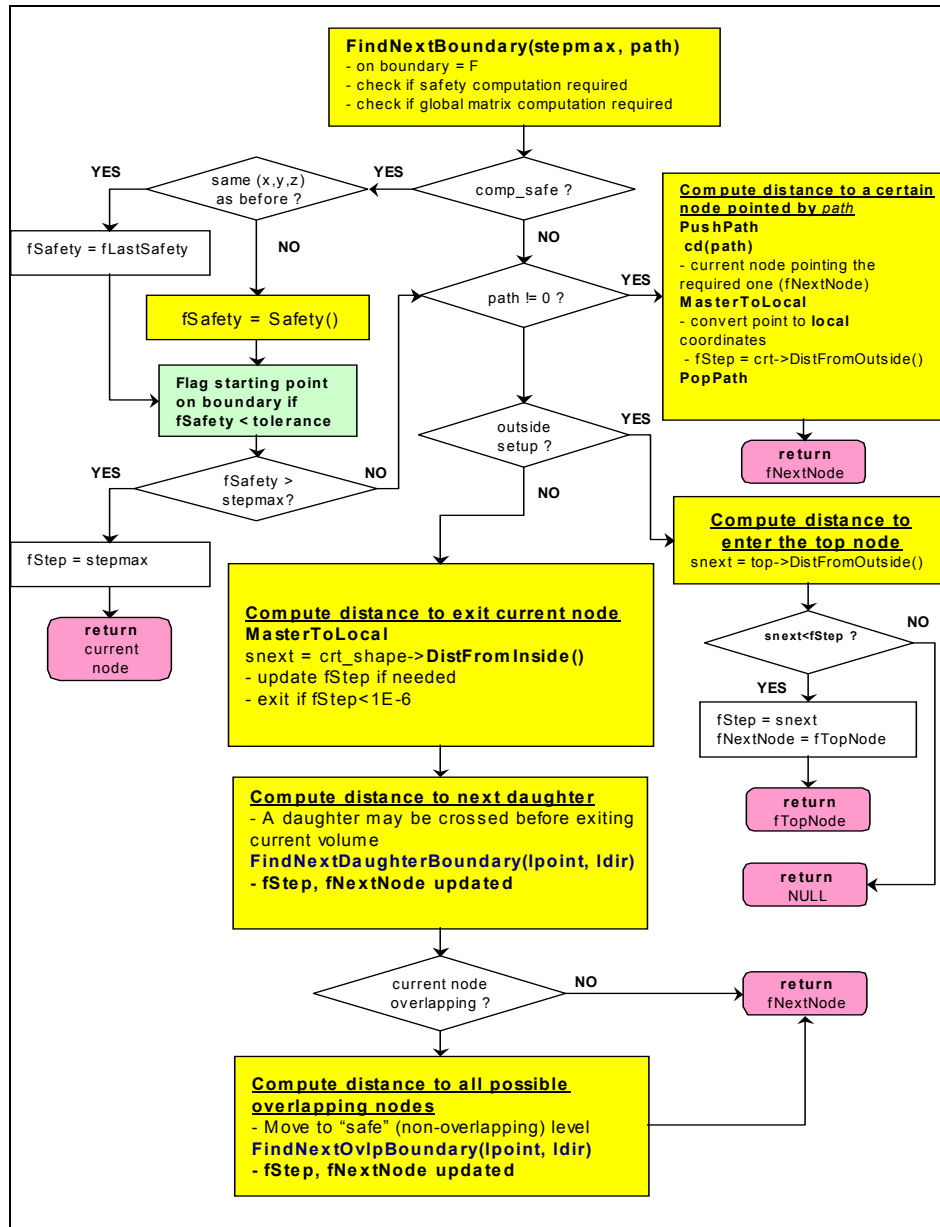 FindNextBoundary(stepmax, path)
- on boundary = F
- check if safety computation required
- check if global matrix computation required
YES
same (x,y,z)
as before ?
comp_safe ?
NO
NO
fSafety = fLastSafety
fSafety = Safety()
path != 0 ?
YES
Compute distance to a certain
node pointed by path
PushPath
cd(path)
- current node pointing the
required one (fNextNode)
MasterToLocal
- convert point to local
coordinates
- fStep = crt->DistFromOutside()
PopPath
return
fNextNode
Flag starting point
on boundary if
fSafety < tolerance
YES
fSafety >
stepmax?
NO
outside
setup ?
YES
NO
fStep = stepmax
return
current
node
Compute distance to
enter the top node
snext = top->DistFromOutside()
snext<fStep ?
NO
YES
fStep = snext
fNextNode = fTopNode
return
fTopNode
return
NULL
Compute distance to exit current node
MasterToLocal
snext = crt_shape->DistFromInside()
- update fStep if needed
- exit if fStep<1E-6
Compute distance to next daughter
- A daughter may be crossed before exiting
current volume
FindNextDaughterBoundary(lpoint, ldir)
- fStep, fNextNode updated
current node
overlapping ?
NO
return
fNextNode
Compute distance to all possible
overlapping nodes
- Move to “safe” (non-overlapping) level
FindNextOvlpBoundary(lpoint, ldir)
- fStep, fNextNode updated
YES